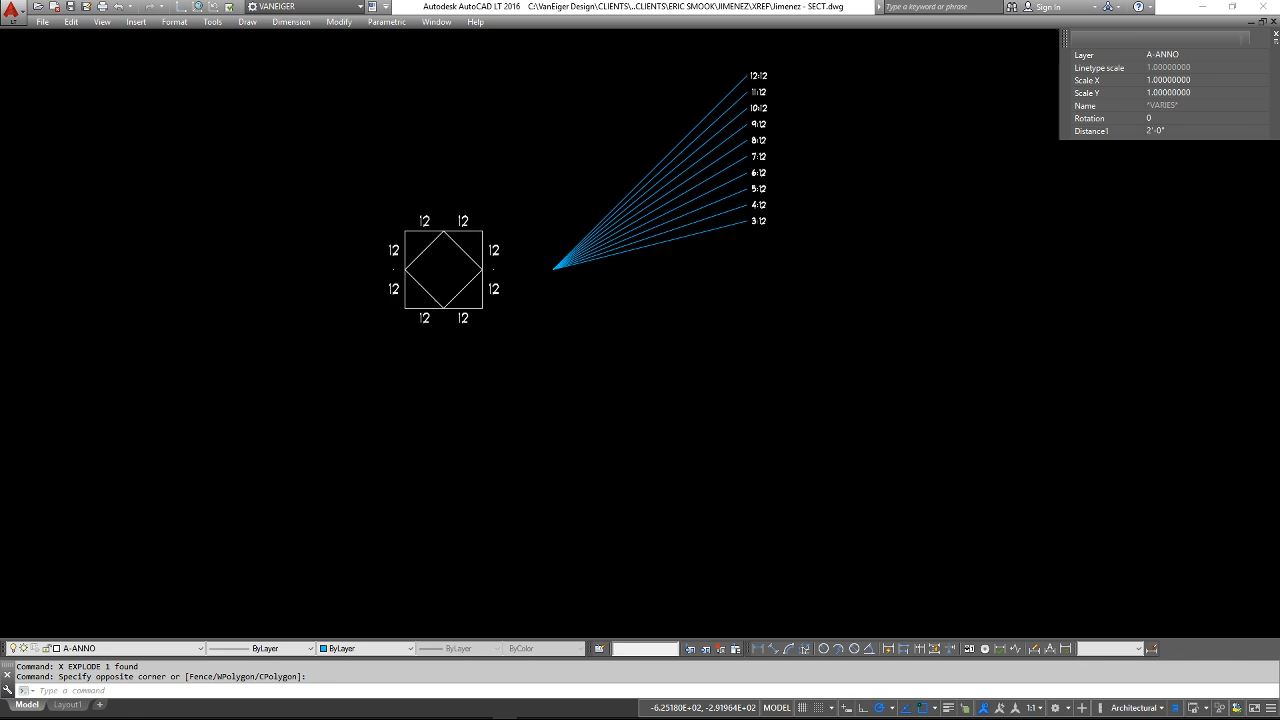 VANEIGER
Autodesk AutoCAD LT 2016 C:\VanEiger Design\CLIENTS\...CLIENTS\ERIC SMOOK\JIMENEZ\XREF\Jimenez - SECT.dwg
Type a keyword or phrase
Sign In
LT
File Edit View Insert Format Tools Draw Dimension Modify Parametric Window Help
Layer A-ANNO
Linetype scale 1.00000000
Scale X 1.00000000
Scale Y 1.00000000
Name *VARIES*
Rotation 0
Distance1 2'-0"
12:12
11:12
10:12
9:12
8:12
7:12
6:12
5:12
4:12
3:12
12 12
12 12
12 12
12 12
A-ANNO ByLayer ByLayer ByLayer ByColor
Command: X EXPLODE 1 found
Command: Specify opposite corner or [Fence/WPolygon/CPolygon]:
Type a command
Model Layout1
-6.25180E+02, -2.91964E+02 MODEL 1:1 Architectural